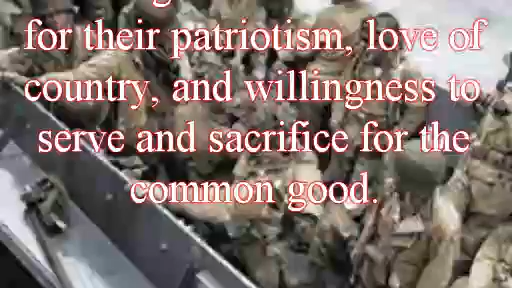 for their patriotism, love of
country, and willingness to
serve and sacrifice for the
common good.